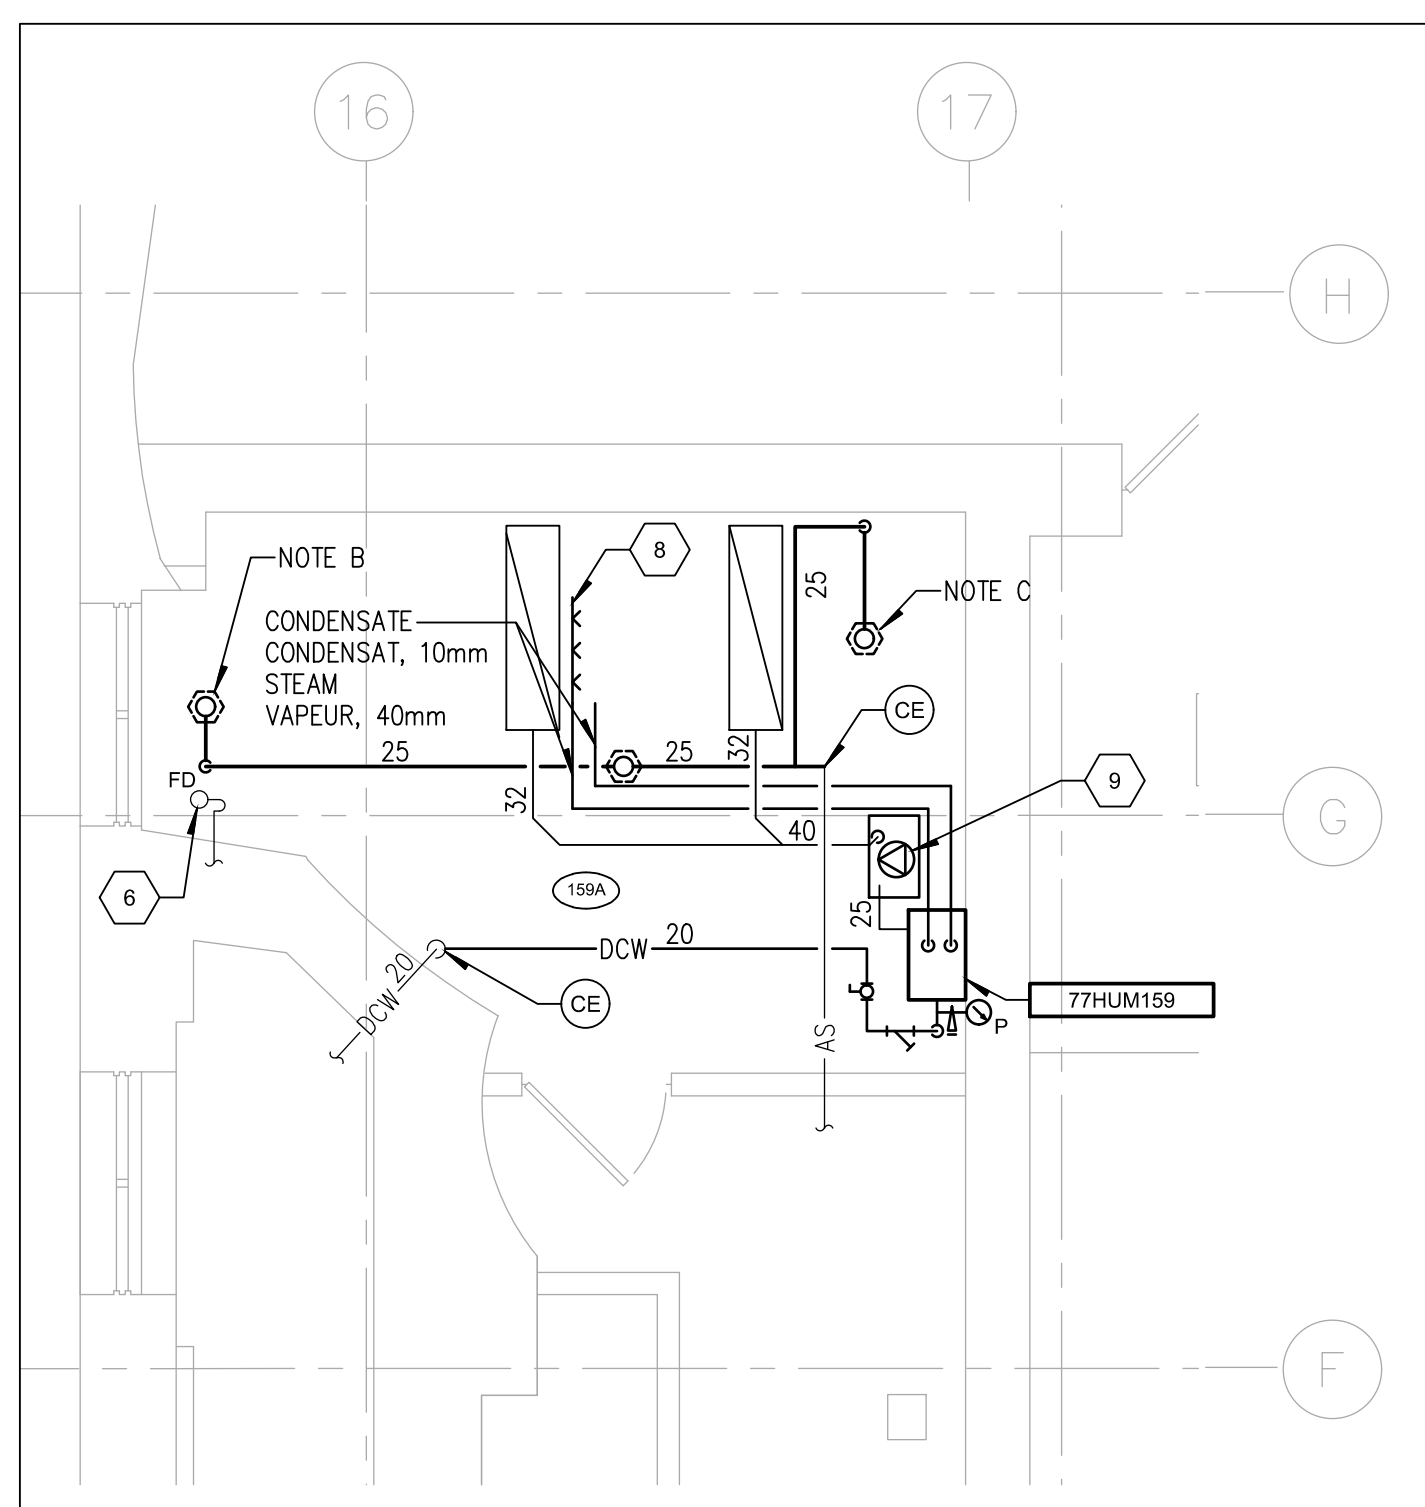 16
17
H
8
NOTE B
25
NOTE C
CONDENSATE
CONDENSAT, 10mm
STEAM
VAPEUR, 40mm
CE
25
25
32
FD
9
32
40
G
6
159A
25
DCW
20
DCW 20
CE
77HUM159
P
AS
F